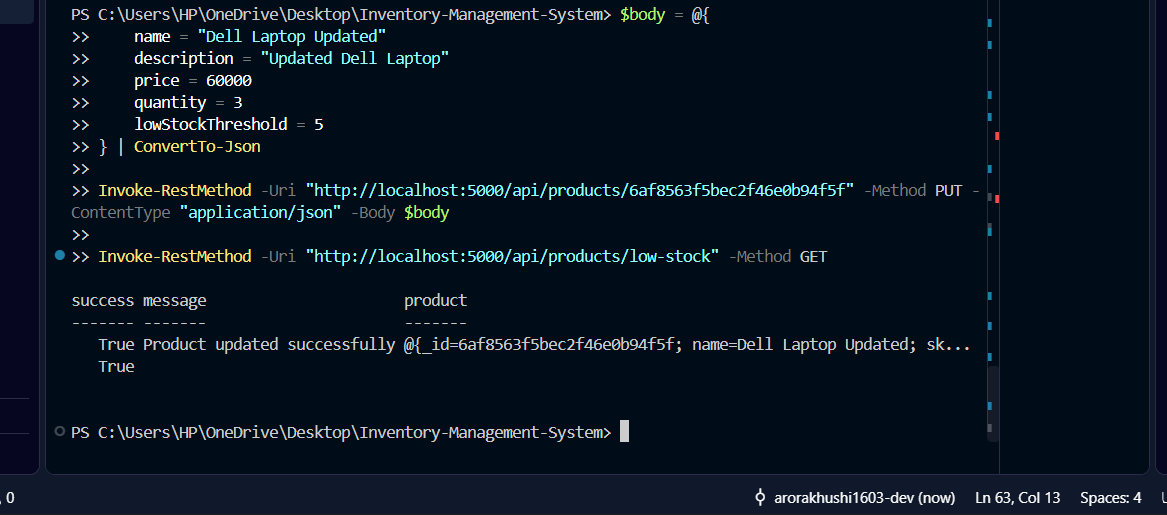 PS C:\Users\HP\OneDrive\Desktop\Inventory-Management-System> $body = @{
>>     name = "Dell Laptop Updated"
>>     description = "Updated Dell Laptop"
>>     price = 60000
>>     quantity = 3
>>     lowStockThreshold = 5
>> } | ConvertTo-Json
>>
>> Invoke-RestMethod -Uri "http://localhost:5000/api/products/6af8563f5bec2f46e0b94f5f" -Method PUT -
ContentType "application/json" -Body $body
>>
>> Invoke-RestMethod -Uri "http://localhost:5000/api/products/low-stock" -Method GET
success message                      product
------- -------                      -------
   True Product updated successfully @{_id=6af8563f5bec2f46e0b94f5f; name=Dell Laptop Updated; sk...
   True
PS C:\Users\HP\OneDrive\Desktop\Inventory-Management-System>
, 0 arorakhushi1603-dev (now) Ln 63, Col 13 Spaces: 4